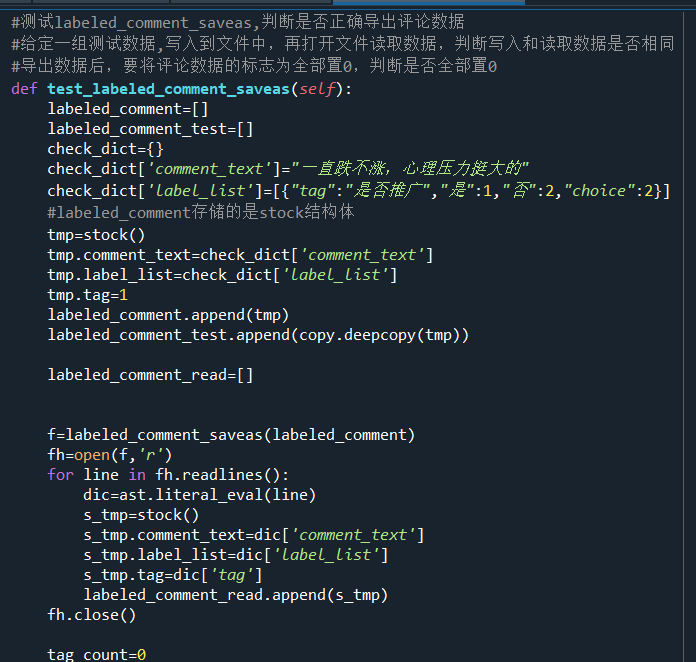 #测试labeled_comment_saveas,判断是否正确导出评论数据
#给定一组测试数据,写入到文件中，再打开文件读取数据，判断写入和读取数据是否相同
#导出数据后，要将评论数据的标志为全部置0，判断是否全部置0
def test_labeled_comment_saveas(self):
    labeled_comment=[]
    labeled_comment_test=[]
    check_dict={}
    check_dict['comment_text']="一直跌不涨，心理压力挺大的"
    check_dict['label_list']=[{"tag":"是否推广","是":1,"否":2,"choice":2}]
    #labeled_comment存储的是stock结构体
    tmp=stock()
    tmp.comment_text=check_dict['comment_text']
    tmp.label_list=check_dict['label_list']
    tmp.tag=1
    labeled_comment.append(tmp)
    labeled_comment_test.append(copy.deepcopy(tmp))
    labeled_comment_read=[]
    f=labeled_comment_saveas(labeled_comment)
    fh=open(f,'r')
    for line in fh.readlines():
        dic=ast.literal_eval(line)
        s_tmp=stock()
        s_tmp.comment_text=dic['comment_text']
        s_tmp.label_list=dic['label_list']
        s_tmp.tag=dic['tag']
        labeled_comment_read.append(s_tmp)
    fh.close()
    tag_count=0